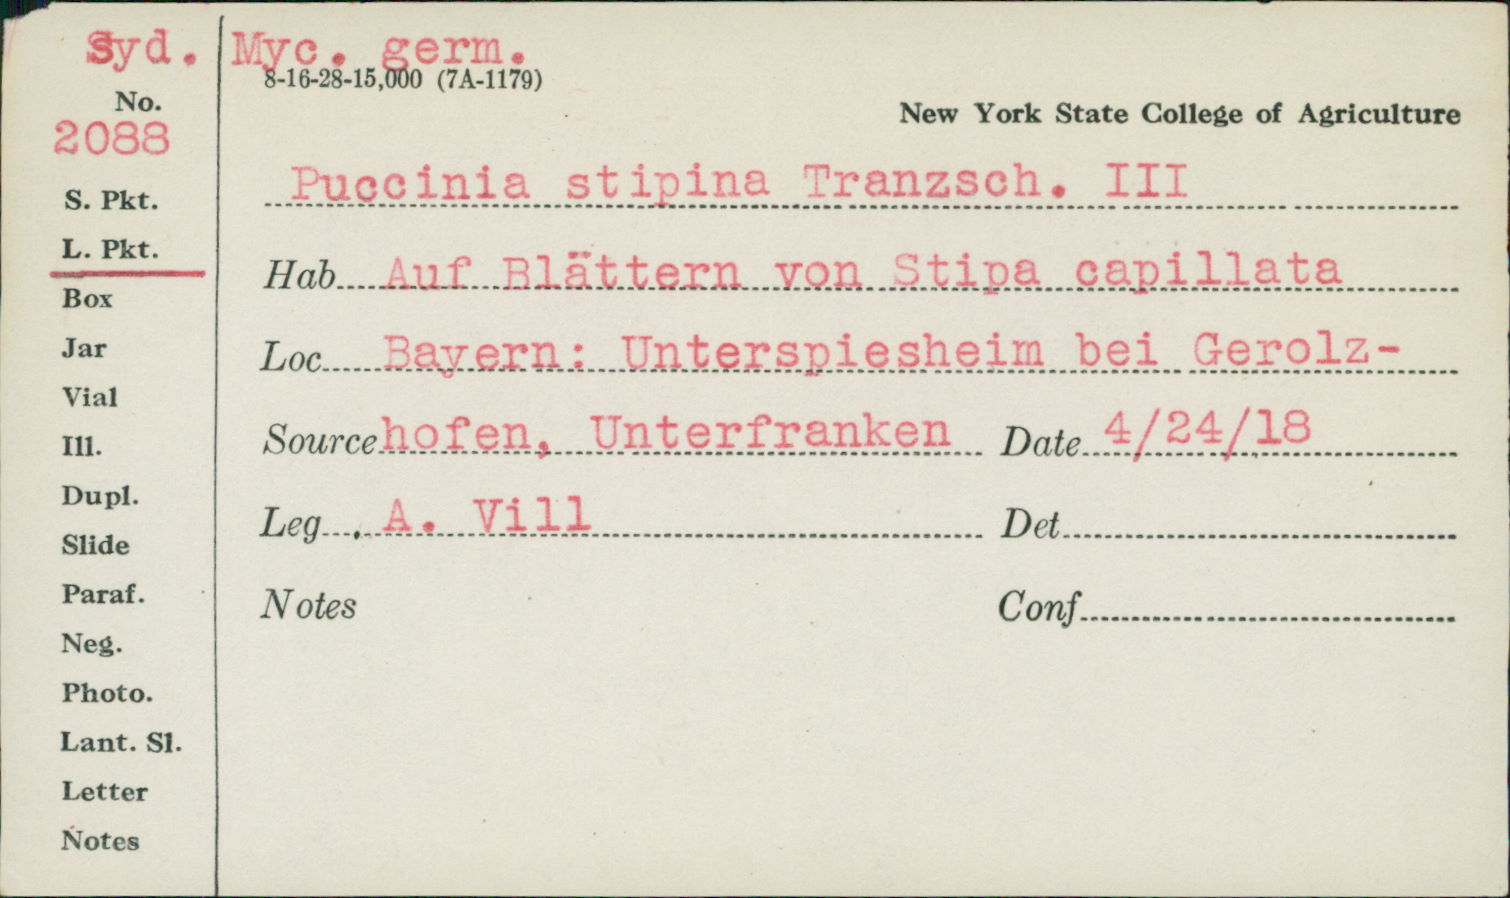 Syd. Myc. germ.
8-16-28-15,000 (7A-1179)
No.
New York State College of Agriculture
2088
Puccinia stipina Tranzsch. III
S. Pkt.
L. Pkt.
Hab. Auf Blättern von Stipa capillata
Box
Jar
Loc. Bayern: Unterspiesheim bei Gerolz-
Vial
Ill.
Source hofen, Unterfranken Date 4/24/18
Dupl.
Slide
Leg. A. Vill Det.
Paraf.
Notes Conf.
Neg.
Photo.
Lant. Sl.
Letter
Notes